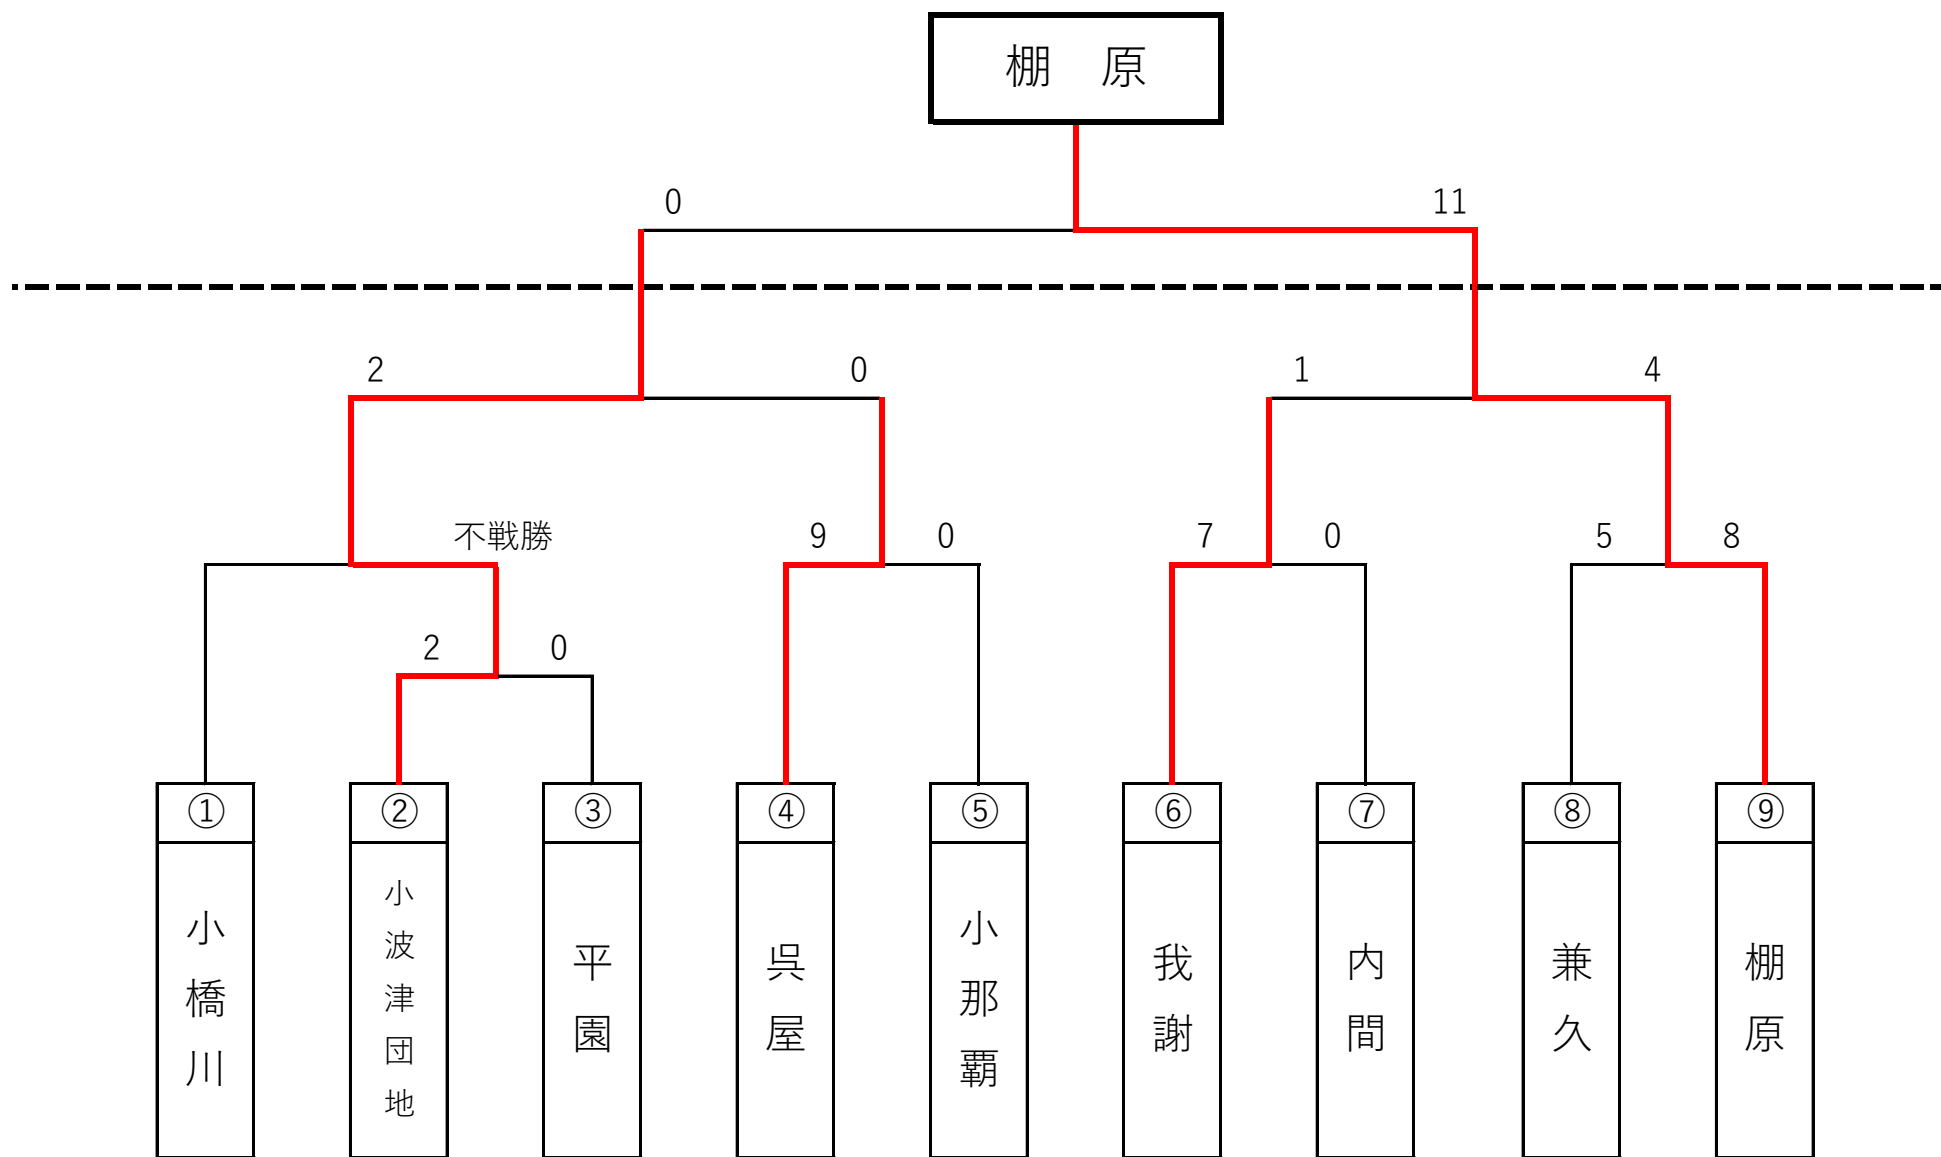 棚　原
0 11
2 0 1 4
不戦勝 9 0 7 0 5 8
2 0
① ② ③ ④ ⑤ ⑥ ⑦ ⑧ ⑨
小橋川
小波津団地
平園
呉屋
小那覇
我謝
内間
兼久
棚原